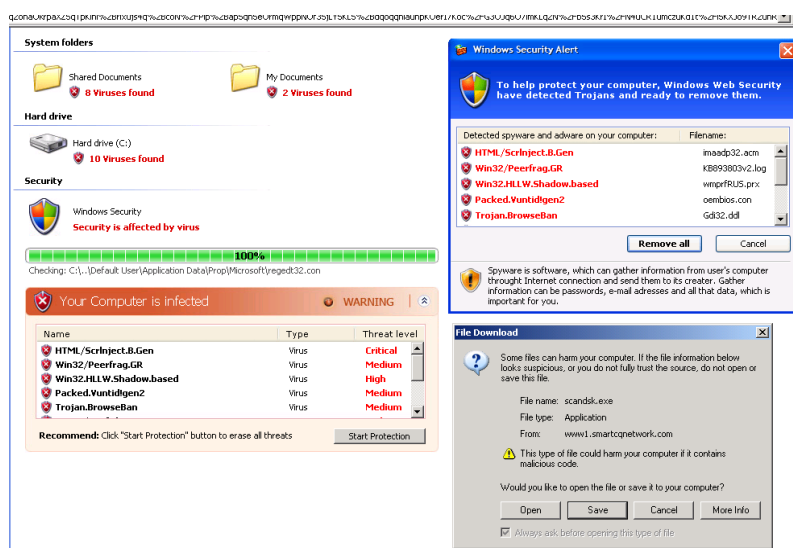 System folders
Shared Documents
8 Viruses found
My Documents
2 Viruses found
Hard drive
Hard drive (C:)
10 Viruses found
Security
Windows Security
Security is affected by virus
100%
Checking: C:\..\Default User\Application Data\Prop\Microsoft\regedt32.con
Your Computer is infected
WARNING
Name Type Threat level
HTML/Scrlnject.B.Gen Virus Critical
Win32/Peerfrag.GR Virus Medium
Win32.HLLW.Shadow.based Virus High
Packed.Vuntid!gen2 Virus Medium
Trojan.BrowseBan Virus Medium
Recommend: Click "Start Protection" button to erase all threats
Start Protection
Windows Security Alert
To help protect your computer, Windows Web Security
have detected Trojans and ready to remove them.
Detected spyware and adware on your computer: Filename:
HTML/Scrlnject.B.Gen imaadp32.acm
Win32/Peerfrag.GR KB893803v2.log
Win32.HLLW.Shadow.based wmprfRUS.prx
Packed.Vuntid!gen2 oembios.con
Trojan.BrowseBan Gdi32.ddl
Remove all
Cancel
Spyware is software, which can gather information from user's computer
throught Internet connection and send them to its creater. Gather
information can be passwords, e-mail adresses and all that data, which is
important for you.
File Download
Some files can harm your computer. If the file information below
looks suspicious, or you do not fully trust the source, do not open or
save this file.
File name: scandsk.exe
File type: Application
From: www1.smartcqnetwork.com
This type of file could harm your computer if it contains
malicious code.
Would you like to open the file or save it to your computer?
Open
Save
Cancel
More Info
Always ask before opening this type of file